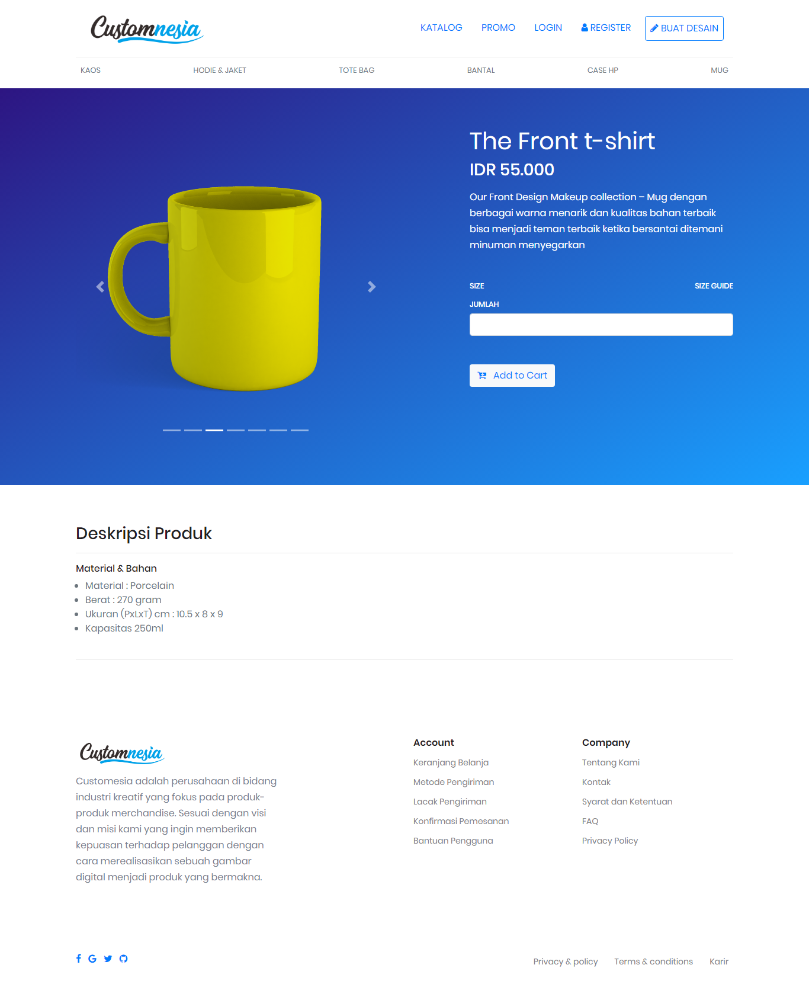 Customnesia
KATALOG PROMO LOGIN REGISTER BUAT DESAIN
KAOS HODIE & JAKET TOTE BAG BANTAL CASE HP MUG
The Front t-shirt
IDR 55.000
Our Front Design Makeup collection – Mug dengan
berbagai warna menarik dan kualitas bahan terbaik
bisa menjadi teman terbaik ketika bersantai ditemani
minuman menyegarkan
SIZE SIZE GUIDE
JUMLAH
Add to Cart
Deskripsi Produk
Material & Bahan
Material : Porcelain
Berat : 270 gram
Ukuran (PxLxT) cm : 10.5 x 8 x 9
Kapasitas 250ml
Customnesia
Customesia adalah perusahaan di bidang
industri kreatif yang fokus pada produk-
produk merchandise. Sesuai dengan visi
dan misi kami yang ingin memberikan
kepuasan terhadap pelanggan dengan
cara merealisasikan sebuah gambar
digital menjadi produk yang bermakna.
Account
Keranjang Belanja
Metode Pengiriman
Lacak Pengiriman
Konfirmasi Pemesanan
Bantuan Pengguna
Company
Tentang Kami
Kontak
Syarat dan Ketentuan
FAQ
Privacy Policy
Privacy & policy Terms & conditions Karir